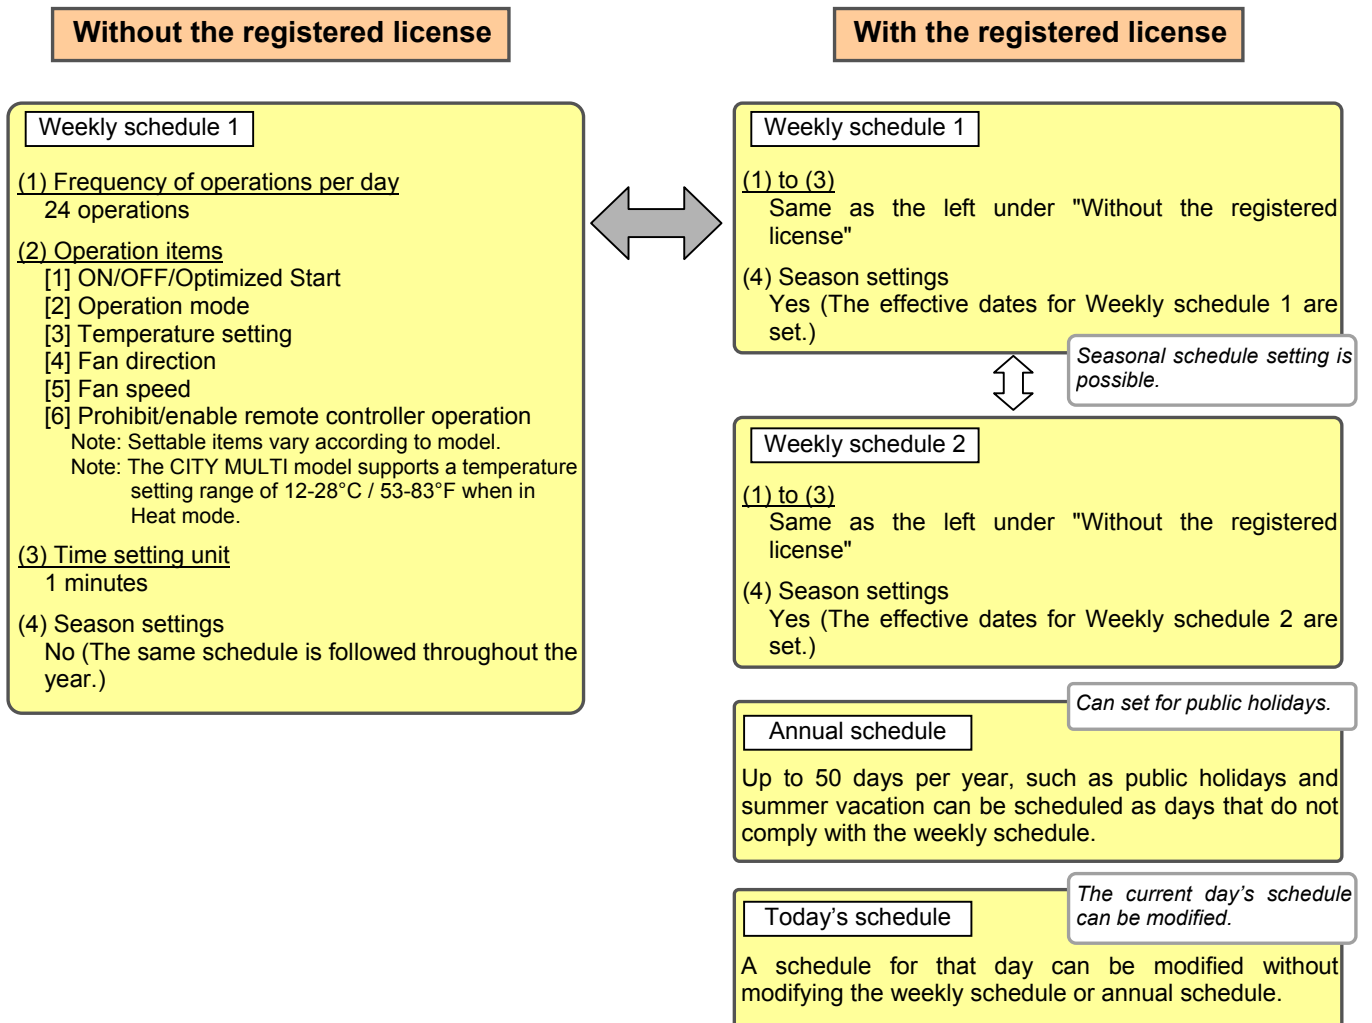 Without the registered license
With the registered license
Weekly schedule 1
(1) Frequency of operations per day
24 operations
(2) Operation items
[1] ON/OFF/Optimized Start
[2] Operation mode
[3] Temperature setting
[4] Fan direction
[5] Fan speed
[6] Prohibit/enable remote controller operation
Note: Settable items vary according to model.
Note: The CITY MULTI model supports a temperature
setting range of 12-28°C / 53-83°F when in
Heat mode.
(3) Time setting unit
1 minutes
(4) Season settings
No (The same schedule is followed throughout the
year.)
Weekly schedule 1
(1) to (3)
Same as the left under "Without the registered
license"
(4) Season settings
Yes (The effective dates for Weekly schedule 1 are
set.)
Seasonal schedule setting is
possible.
Weekly schedule 2
(1) to (3)
Same as the left under "Without the registered
license"
(4) Season settings
Yes (The effective dates for Weekly schedule 2 are
set.)
Can set for public holidays.
Annual schedule
Up to 50 days per year, such as public holidays and
summer vacation can be scheduled as days that do not
comply with the weekly schedule.
The current day's schedule
can be modified.
Today's schedule
A schedule for that day can be modified without
modifying the weekly schedule or annual schedule.